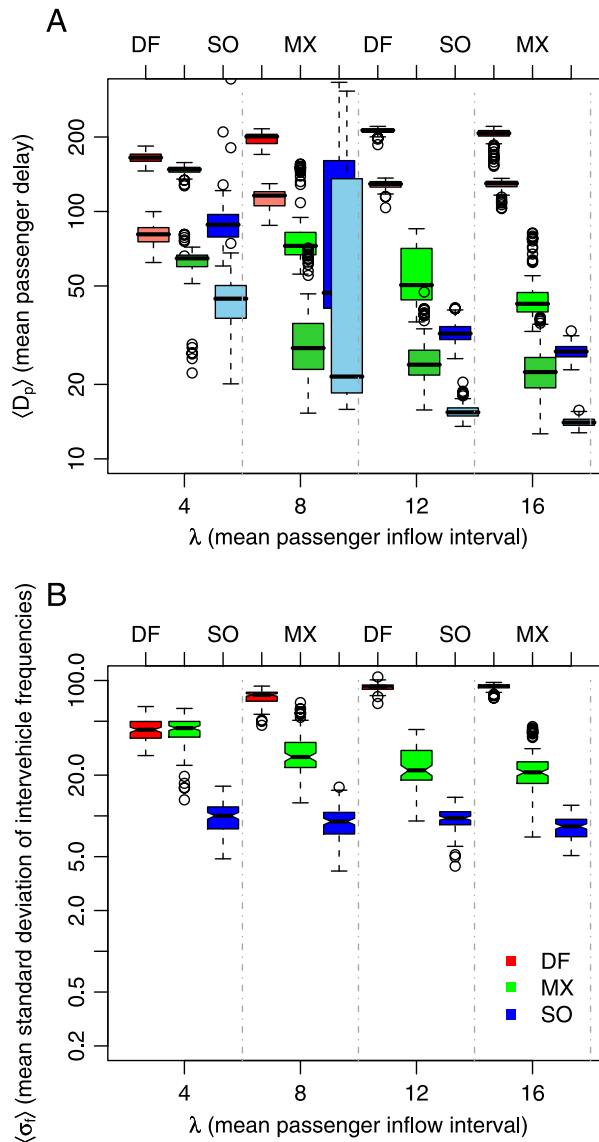 A
DF SO MX DF SO MX
⟨Dₚ⟩ (mean passenger delay)
200
100
50
20
10
4 8 12 16
λ (mean passenger inflow interval)
B
DF SO MX DF SO MX
⟨σf⟩ (mean standard deviation of intervehicle frequencies)
100.0
20.0
5.0
2.0
0.5
0.2
DF
MX
SO
4 8 12 16
λ (mean passenger inflow interval)